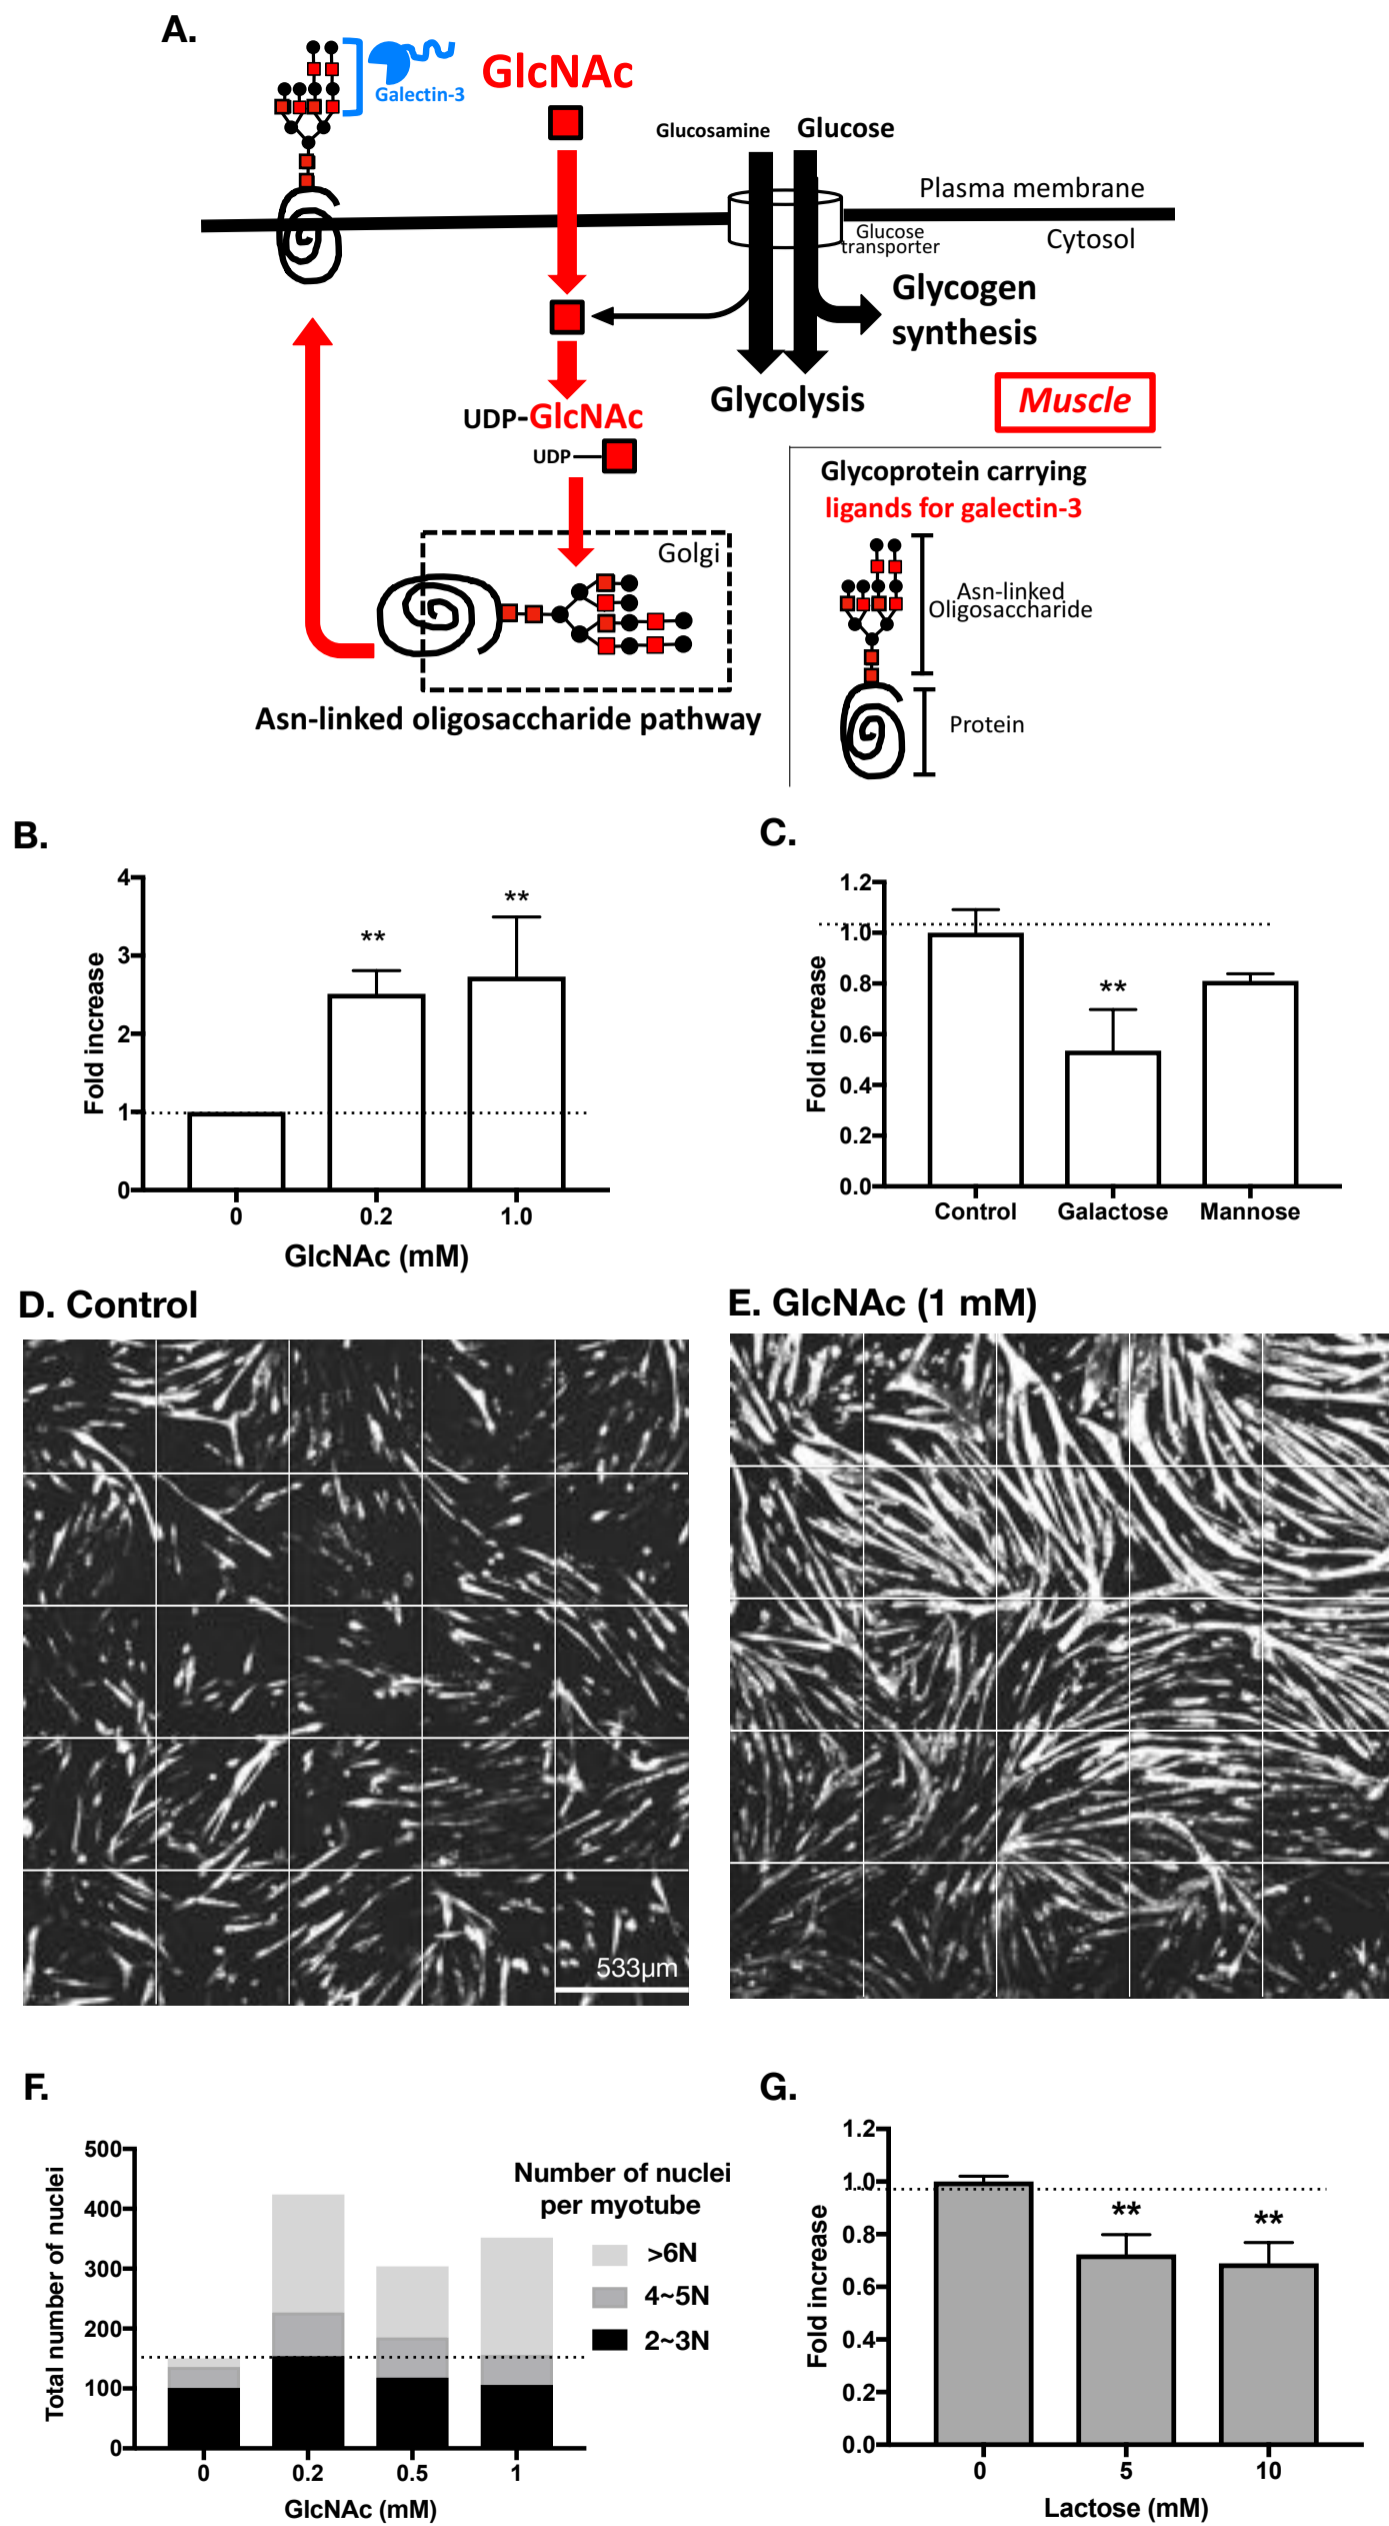 A.
Galectin-3
GlcNAc
Glucosamine
Glucose
Plasma membrane
Glucose
transporter
Cytosol
Glycogen
synthesis
Glycolysis
Muscle
UDP-GlcNAc
UDP
Golgi
Asn-linked oligosaccharide pathway
Glycoprotein carrying
ligands for galectin-3
Asn-linked
Oligosaccharide
Protein
B.
Fold increase
4
3
2
1
0
**
**
0 0.2 1.0
GlcNAc (mM)
C.
Fold increase
1.2
1.0
0.8
0.6
0.4
0.2
0.0
**
Control Galactose Mannose
D. Control
533μm
E. GlcNAc (1 mM)
F.
Total number of nuclei
500
400
300
200
100
0
0 0.2 0.5 1
GlcNAc (mM)
Number of nuclei
per myotube
>6N
4~5N
2~3N
G.
Fold increase
1.2
1.0
0.8
0.6
0.4
0.2
0.0
**
**
0 5 10
Lactose (mM)